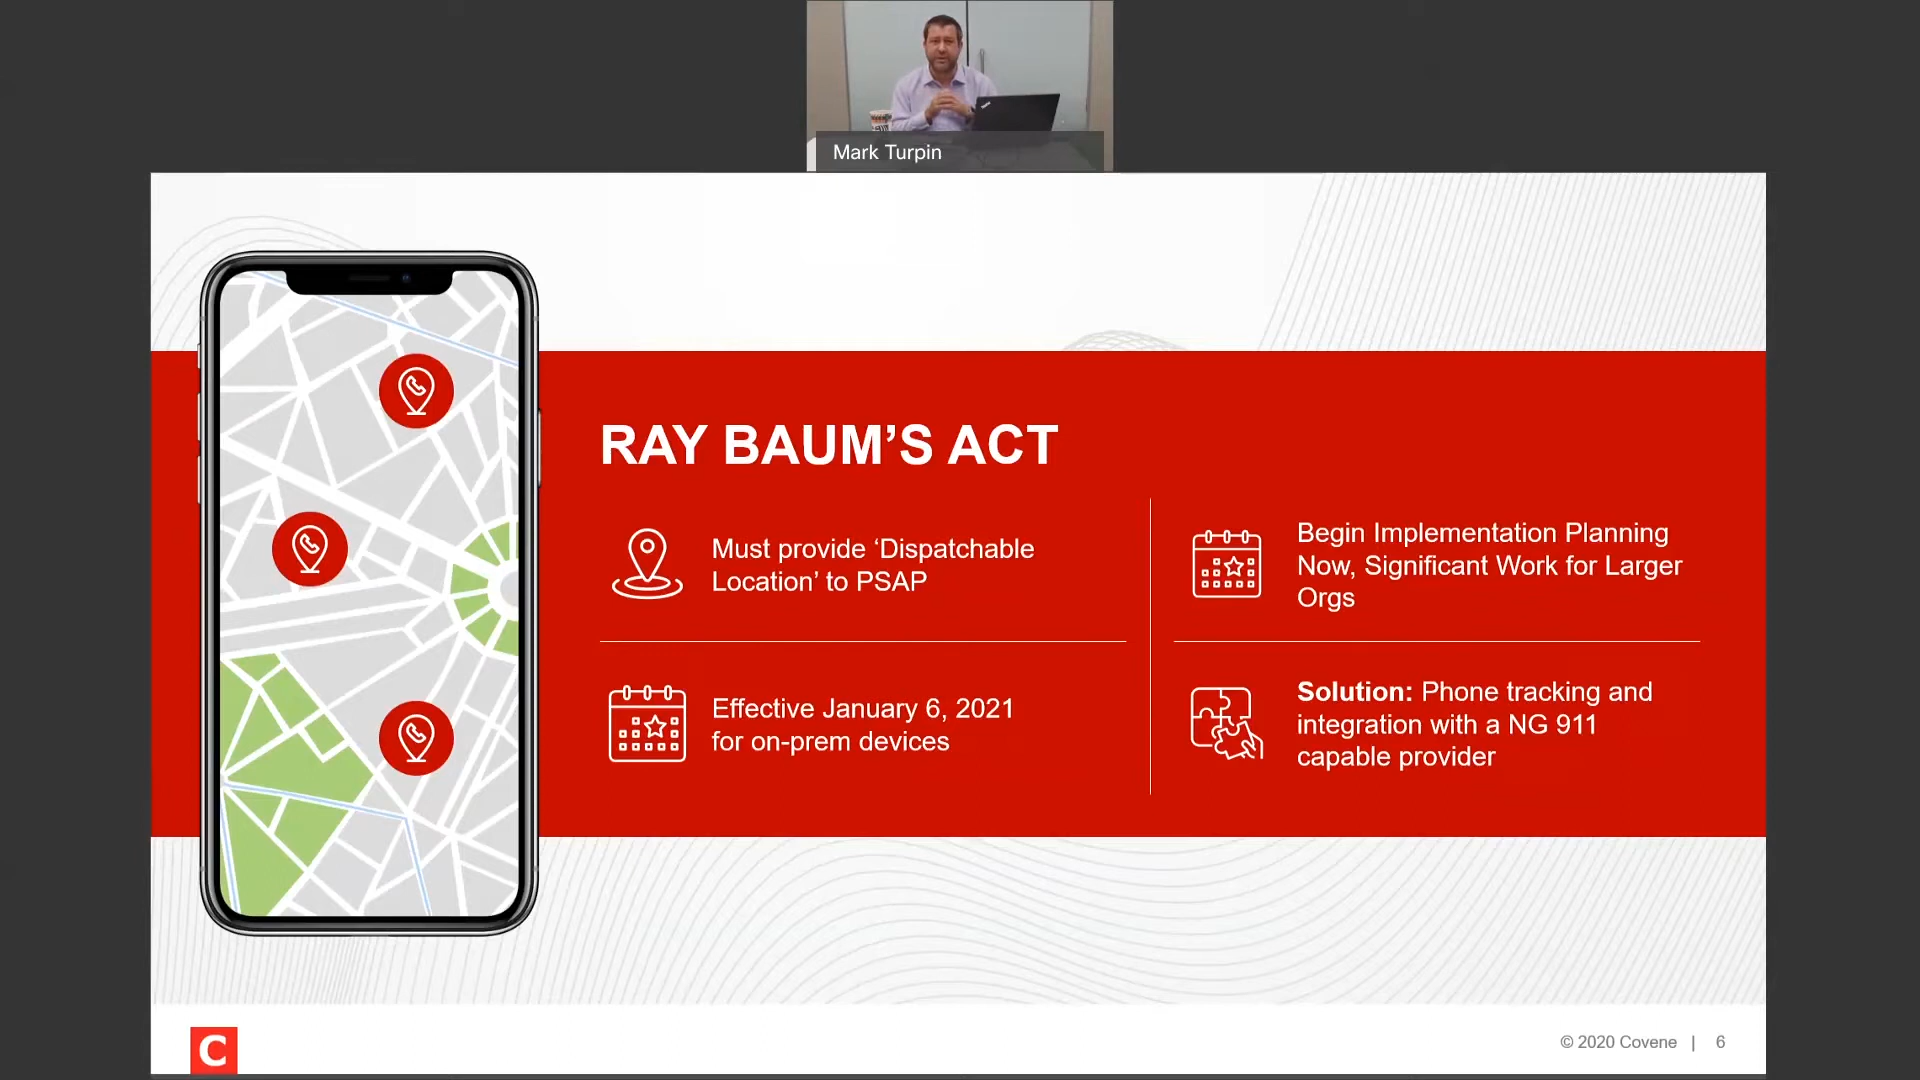 Mark Turpin
RAY BAUM’S ACT
Must provide ‘Dispatchable
Location’ to PSAP
Effective January 6, 2021
for on-prem devices
Begin Implementation Planning
Now, Significant Work for Larger
Orgs
Solution: Phone tracking and
integration with a NG 911
capable provider
C
© 2020 Covene | 6